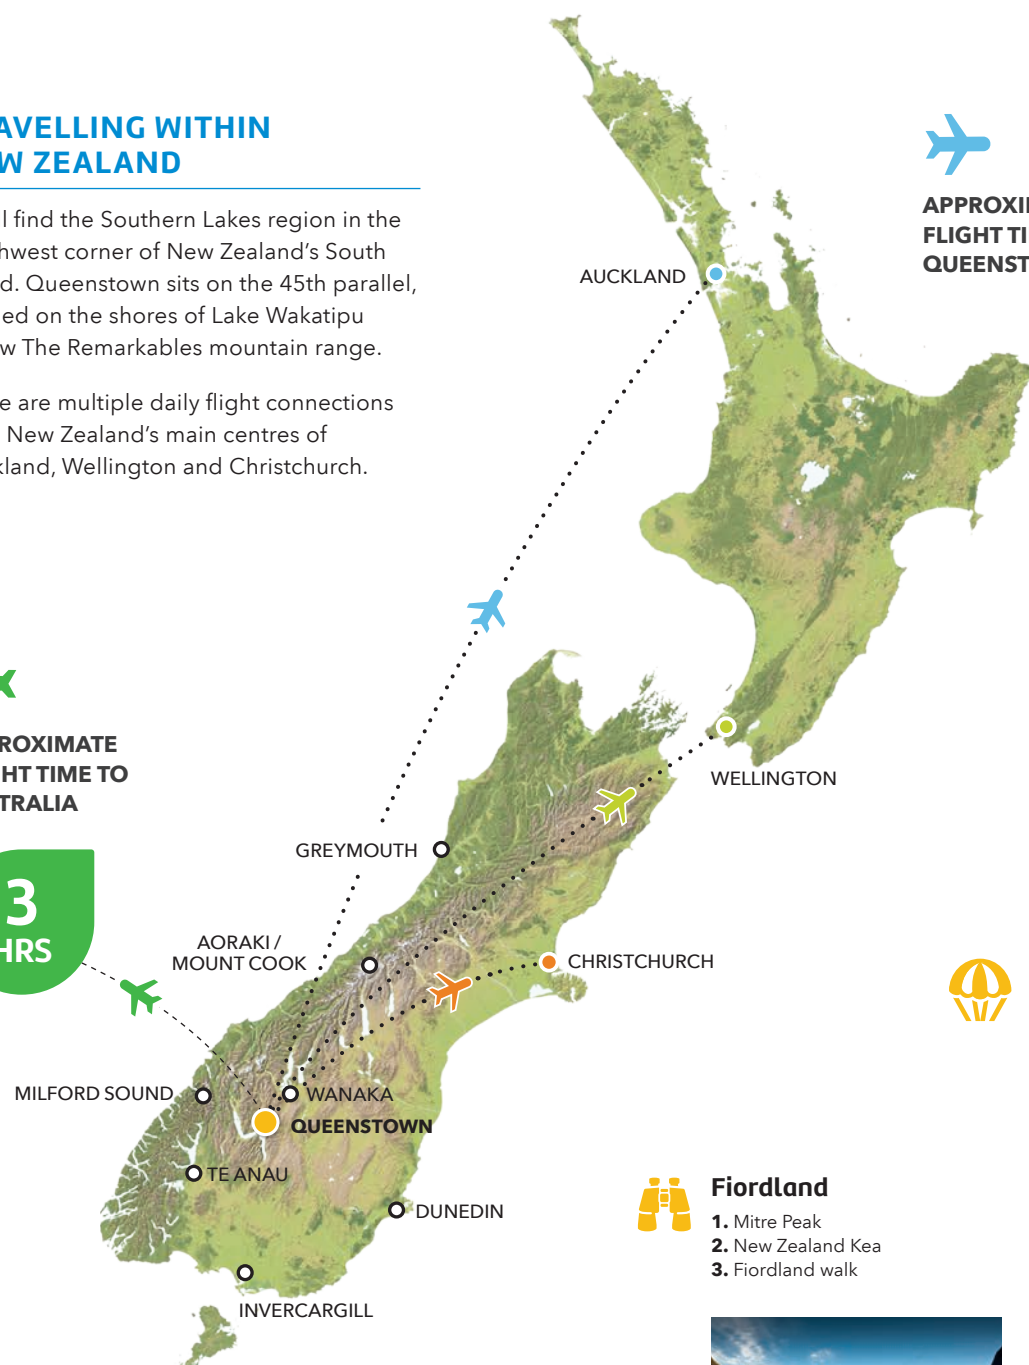 AVELLING WITHIN
W ZEALAND
l find the Southern Lakes region in the
hwest corner of New Zealand's South
d. Queenstown sits on the 45th parallel,
ed on the shores of Lake Wakatipu
w The Remarkables mountain range.
e are multiple daily flight connections
New Zealand's main centres of
kland, Wellington and Christchurch.
APPROXI
FLIGHT TI
QUEENST
AUCKLAND
ROXIMATE
HT TIME TO
TRALIA
3
HRS
WELLINGTON
GREYMOUTH
AORAKI /
MOUNT COOK
CHRISTCHURCH
MILFORD SOUND
WANAKA
QUEENSTOWN
TE ANAU
DUNEDIN
INVERCARGILL
Fiordland
1. Mitre Peak
2. New Zealand Kea
3. Fiordland walk